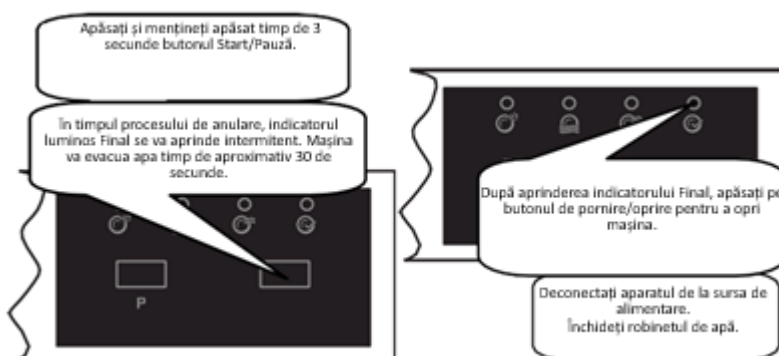 Apăsați și mențineți apăsat timp de 3
secunde butonul Start/Pauză.
În timpul procesului de anulare, indicatorul
luminos Final se va aprinde intermitent. Mașina
va evacua apa timp de aproximativ 30 de
secunde.
P
După aprinderea indicatorului Final, apăsați pe
butonul de pornire/oprire pentru a opri
mașina.
Deconectați aparatul de la sursa de
alimentare.
Închideți robinetul de apă.